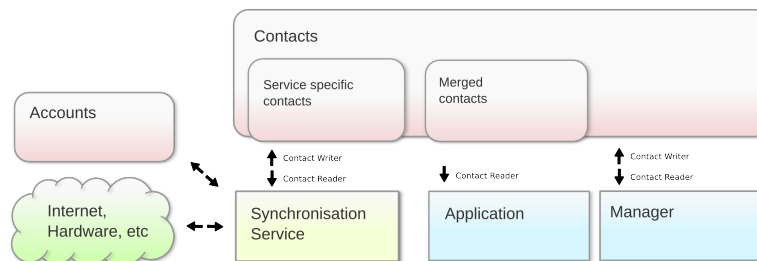 Contacts
Service specific
contacts
Merged
contacts
Accounts
Contact Writer
Contact Reader
Contact Reader
Contact Writer
Contact Reader
Internet,
Hardware, etc
Synchronisation
Service
Application
Manager